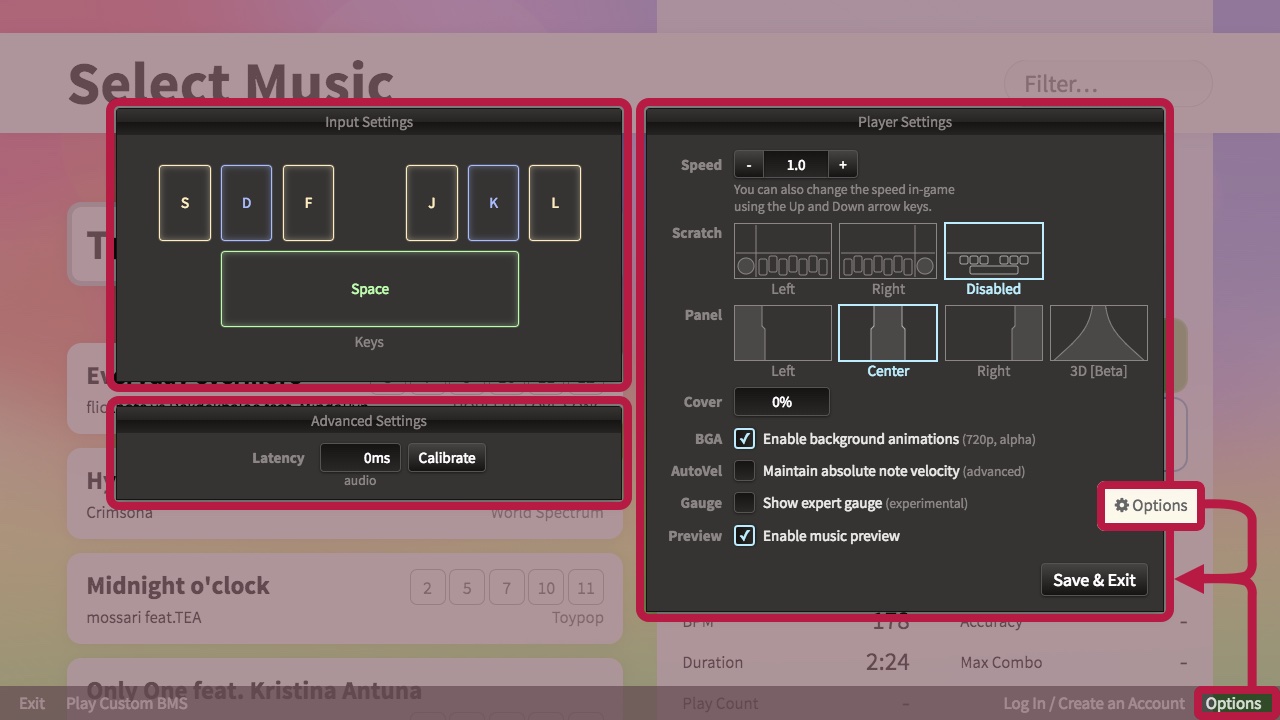 Select Music
Filter…
Input Settings
S
D
F
J
K
L
Space
Keys
Advanced Settings
Latency
0ms
Calibrate
audio
Player Settings
Speed
-
1.0
+
You can also change the speed in-game
using the Up and Down arrow keys.
Scratch
Left
Right
Disabled
Panel
Left
Center
Right
3D [Beta]
Cover
0%
BGA
Enable background animations (720p, alpha)
AutoVel
Maintain absolute note velocity (advanced)
Gauge
Show expert gauge (experimental)
Preview
Enable music preview
Save & Exit
Options
Crimsona
World Spectrum
Midnight o'clock
2
5
7
10
11
mossari feat.TEA
Toypop
Only One feat. Kristina Antuna
BPM
178
Accuracy
-
Duration
2:24
Max Combo
-
Play Count
-
Exit
Play Custom BMS
Log In / Create an Account
Options